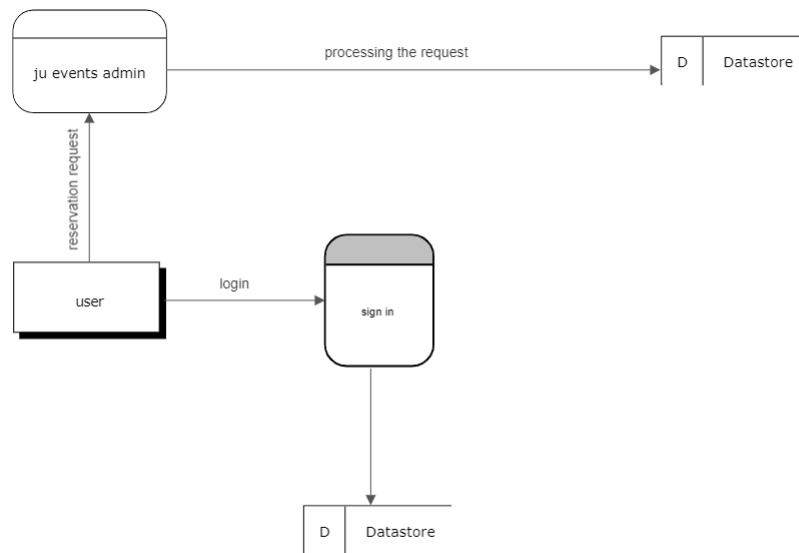 processing the request
ju events admin
D
Datastore
reservation request
login
user
sign in
D
Datastore